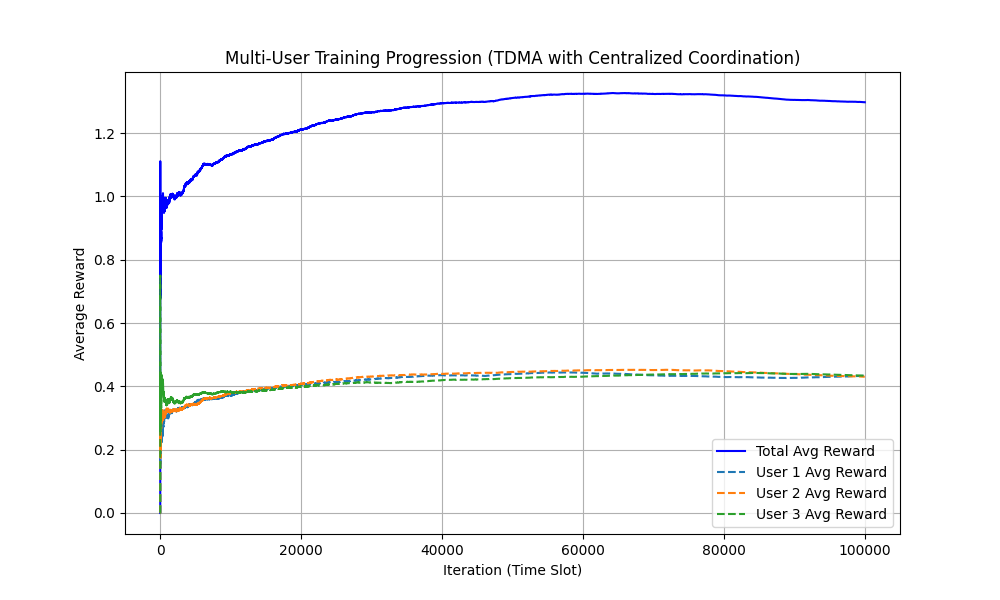 Multi-User Training Progression (TDMA with Centralized Coordination)
Average Reward
1.2
1.0
0.8
0.6
0.4
0.2
0.0
Total Avg Reward
User 1 Avg Reward
User 2 Avg Reward
User 3 Avg Reward
0 20000 40000 60000 80000 100000
Iteration (Time Slot)